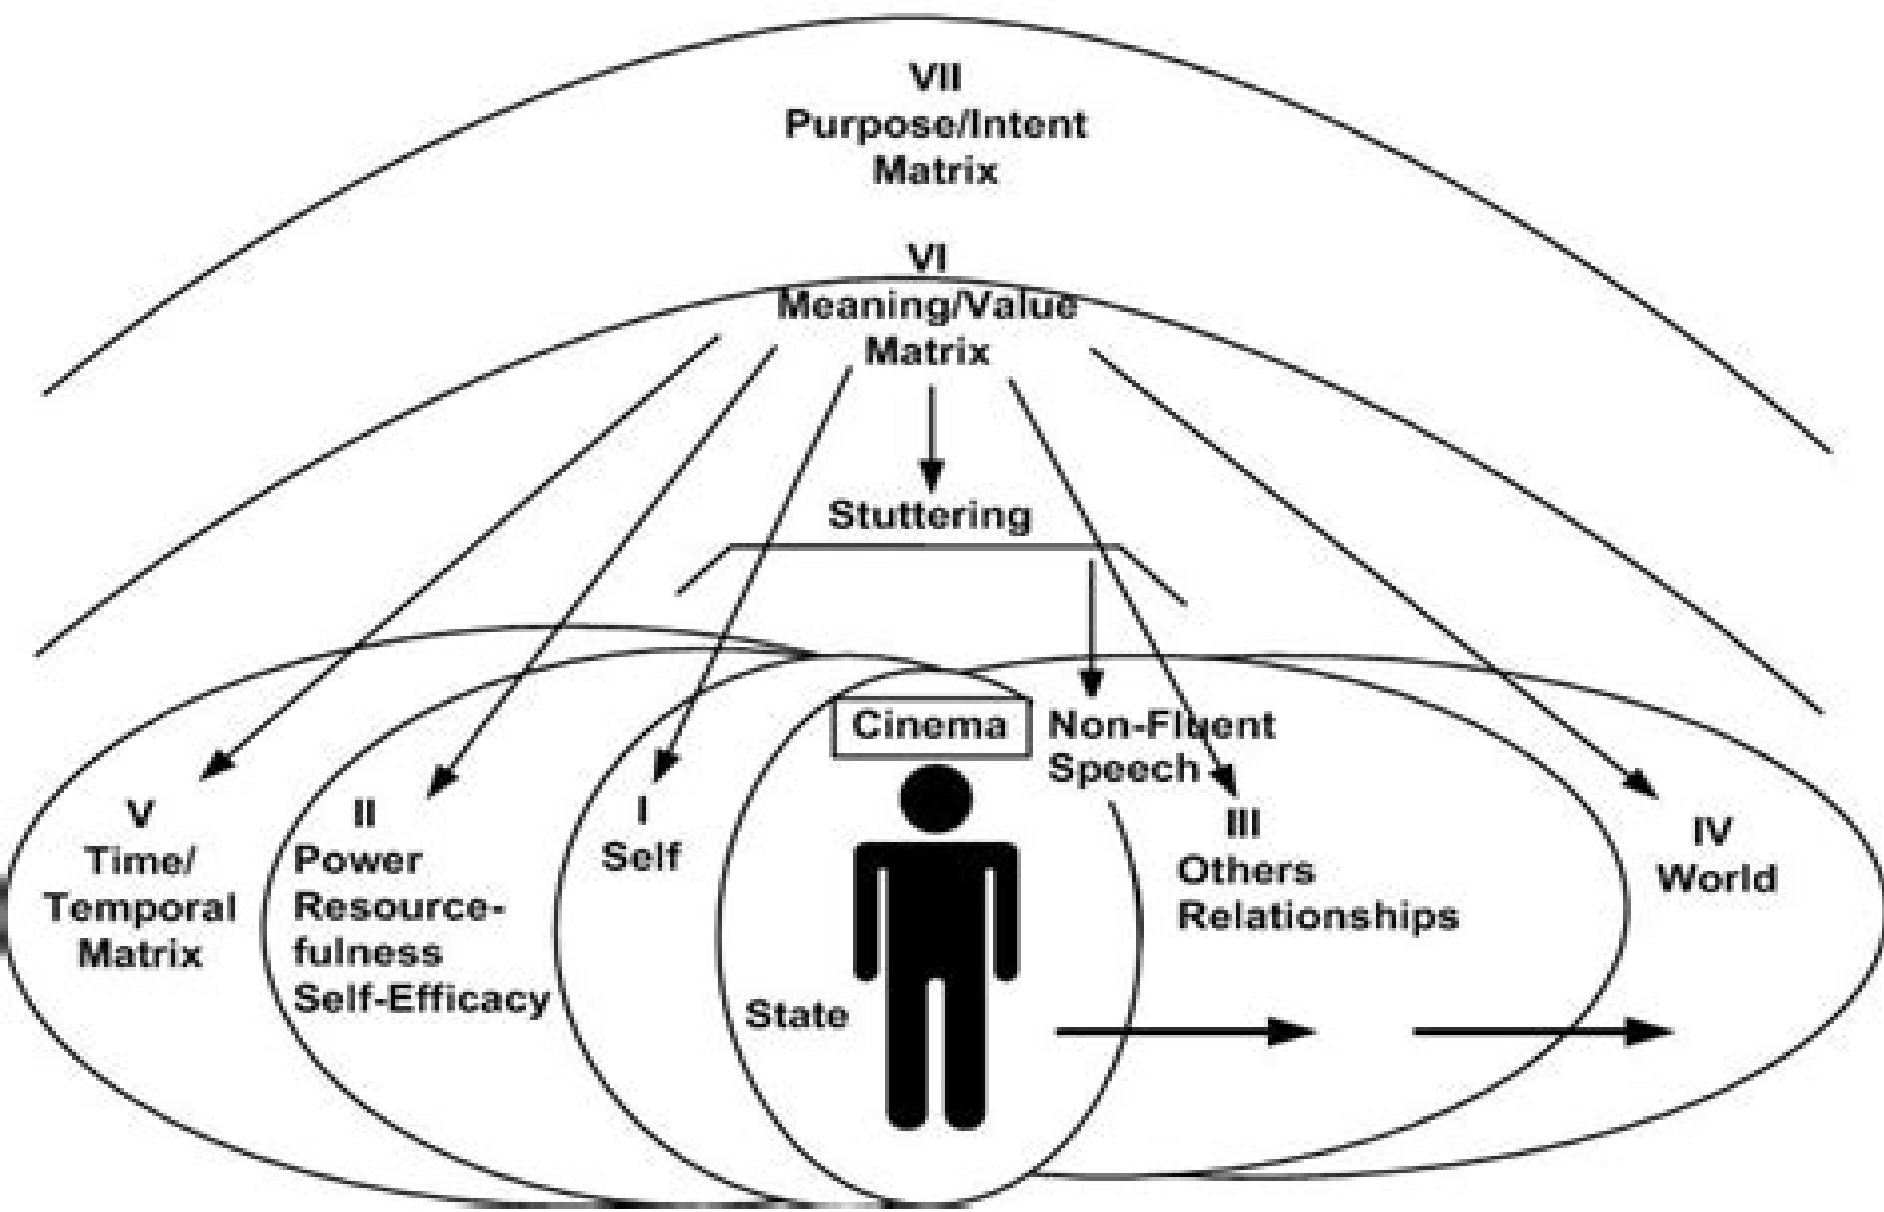 VII
Purpose/Intent
Matrix
VI
Meaning/Value
Matrix
Stuttering
Cinema
Non-Fluent
Speech
V
Time/
Temporal
Matrix
II
Power
Resource-
fulness
Self-Efficacy
I
Self
State
III
Others
Relationships
IV
World